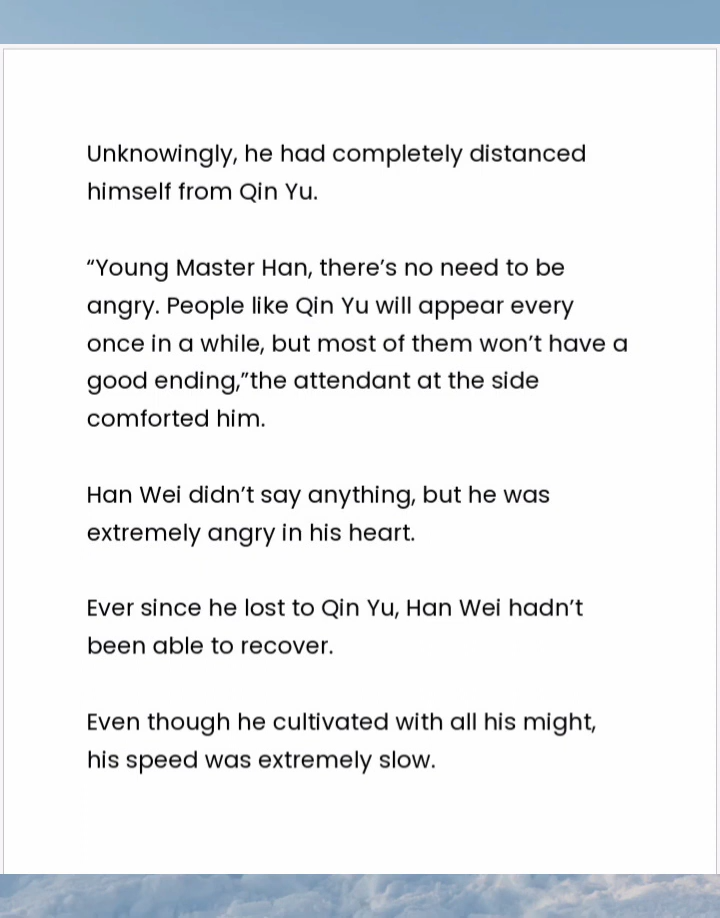 Unknowingly, he had completely distanced
himself from Qin Yu.
“Young Master Han, there’s no need to be
angry. People like Qin Yu will appear every
once in a while, but most of them won’t have a
good ending,”the attendant at the side
comforted him.
Han Wei didn’t say anything, but he was
extremely angry in his heart.
Ever since he lost to Qin Yu, Han Wei hadn’t
been able to recover.
Even though he cultivated with all his might,
his speed was extremely slow.